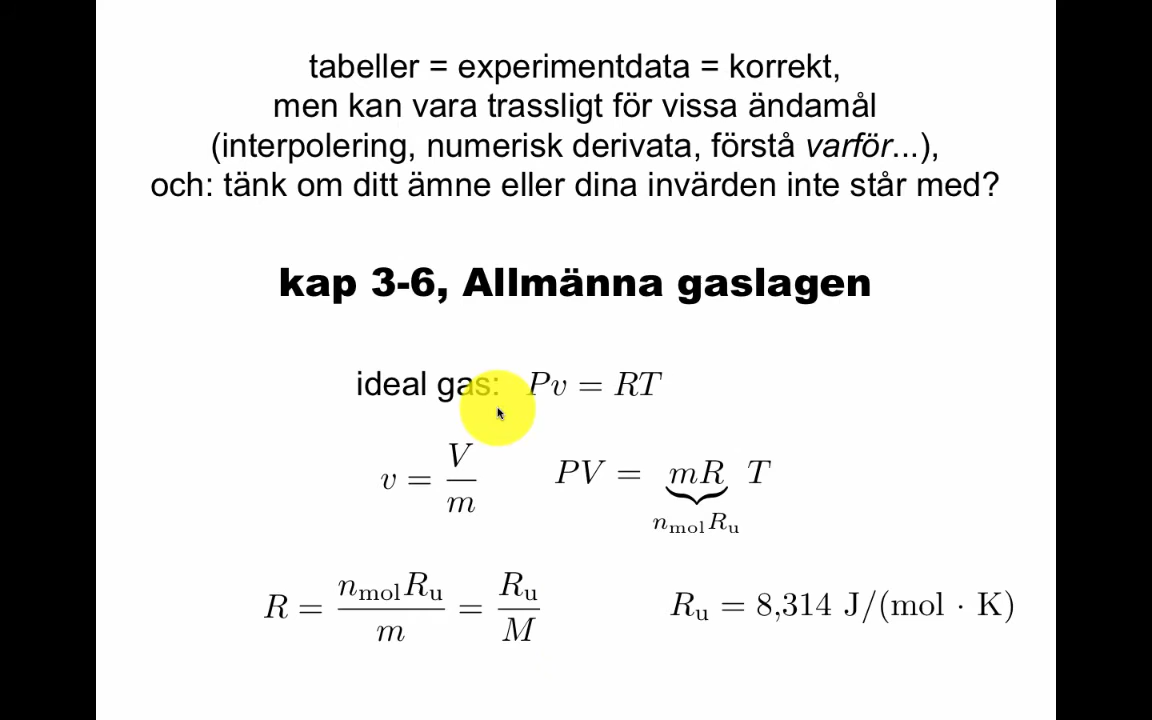 tabeller = experimentdata = korrekt,
men kan vara trassligt för vissa ändamål
(interpolering, numerisk derivata, förstå varför...),
och: tänk om ditt ämne eller dina invärden inte står med?
kap 3-6, Allmänna gaslagen
ideal gas: Pv = RT
v = V/m PV = mR T
n_mol R_u
R = n_mol R_u / m = R_u / M R_u = 8,314 J/(mol · K)